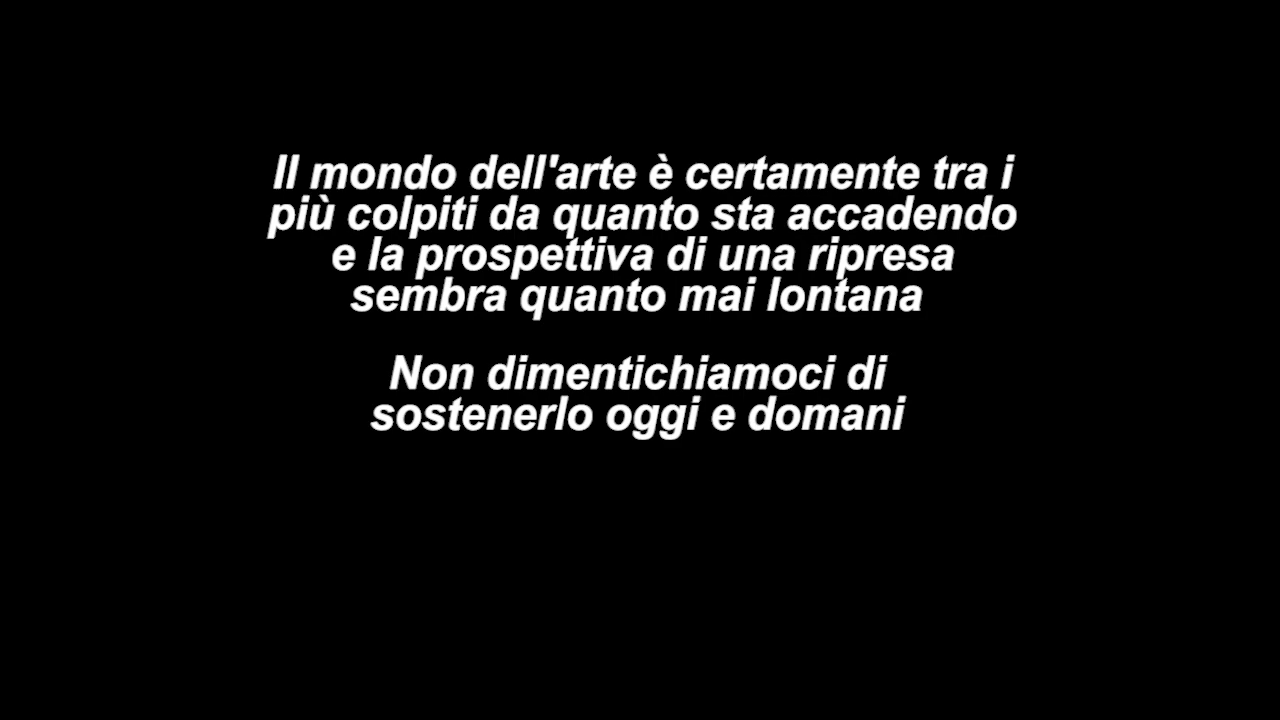 Il mondo dell'arte è certamente tra i
più colpiti da quanto sta accadendo
e la prospettiva di una ripresa
sembra quanto mai lontana
Non dimentichiamoci di
sostenerlo oggi e domani